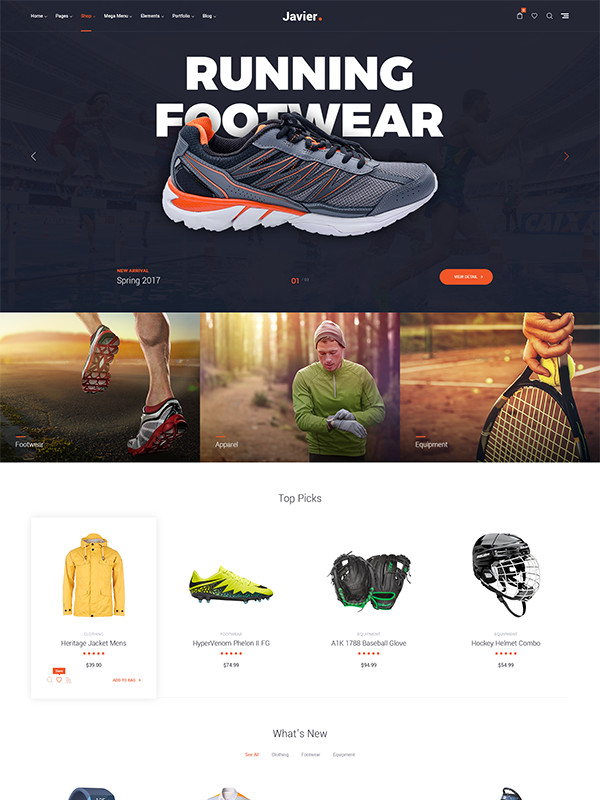 Home Pages Shop Mega Menu Elements Portfolio Blog
Javier.
RUNNING
FOOTWEAR
NEW ARRIVAL
Spring 2017
01
VIEW DETAIL
Footwear
Apparel
Equipment
Top Picks
CLOTHING
Heritage Jacket Mens
$39.00
ADD TO BAG
FOOTWEAR
HyperVenom Phelon II FG
$74.99
EQUIPMENT
A1K 1788 Baseball Glove
$94.99
EQUIPMENT
Hockey Helmet Combo
$54.99
What's New
See All Clothing Footwear Equipment